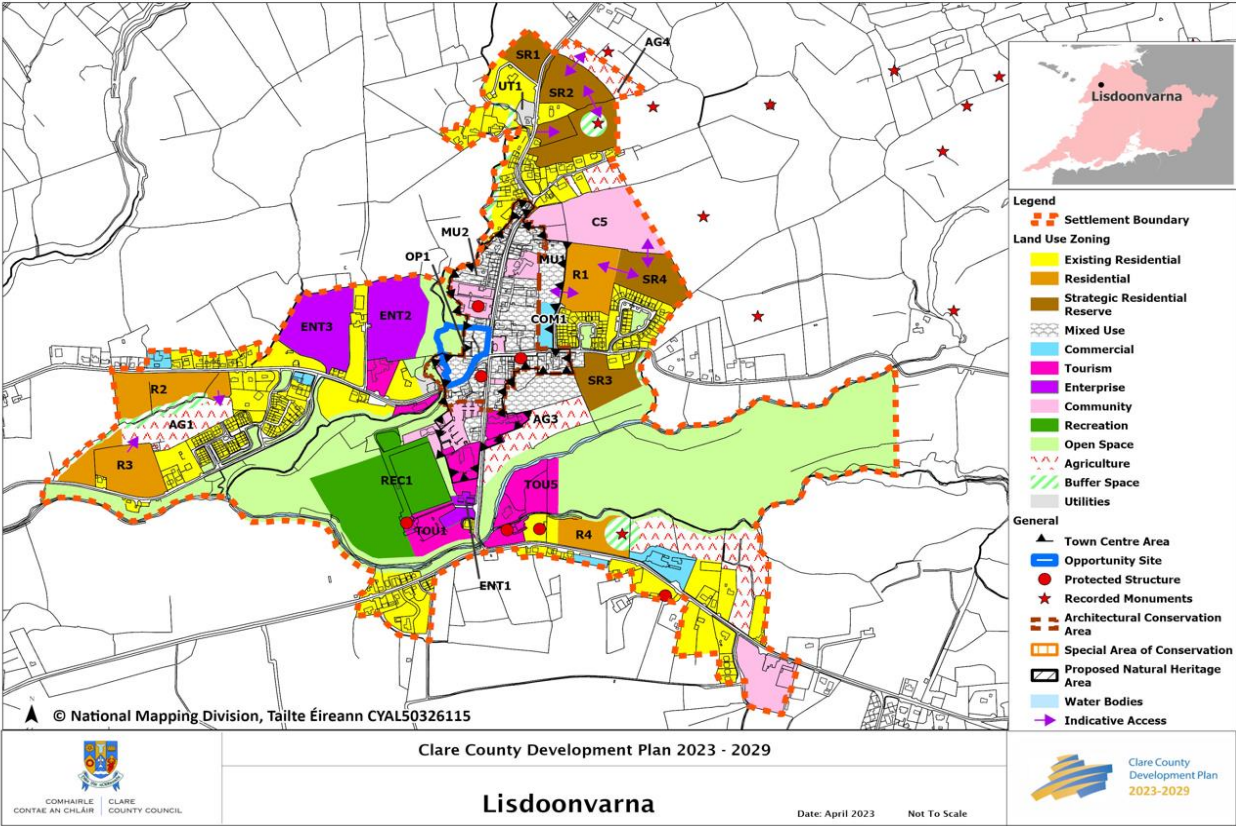 SR1
AG4
UT1
SR2
C5
MU2
OP1
MU1
R1
SR4
ENT3
ENT2
COM1
R2
SR3
AG1
AG3
R3
REC1
TOU5
TOU1
R4
ENT1
N
© National Mapping Division, Tailte Éireann CYAL50326115
Lisdoonvarna
Legend
Settlement Boundary
Land Use Zoning
Existing Residential
Residential
Strategic Residential
Reserve
Mixed Use
Commercial
Tourism
Enterprise
Community
Recreation
Open Space
Agriculture
Buffer Space
Utilities
General
Town Centre Area
Opportunity Site
Protected Structure
Recorded Monuments
Architectural Conservation
Area
Special Area of Conservation
Proposed Natural Heritage
Area
Water Bodies
Indicative Access
COMHAIRLE CLARE
CONTAE AN CHLÁIR COUNTY COUNCIL
Clare County Development Plan 2023 - 2029
Lisdoonvarna
Date: April 2023 Not To Scale
Clare County
Development Plan
2023-2029